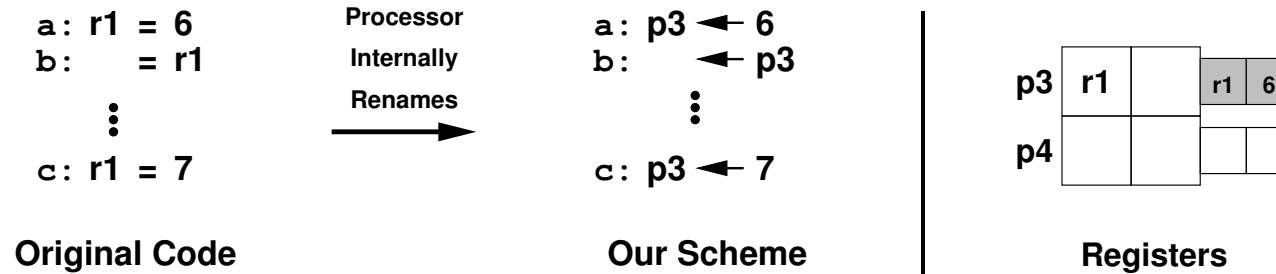 a: r1 = 6
b: = r1
c: r1 = 7
Original Code
Processor
Internally
Renames
a: p3 ← 6
b: ← p3
c: p3 ← 7
Our Scheme
p3 r1 r1 6
p4
Registers